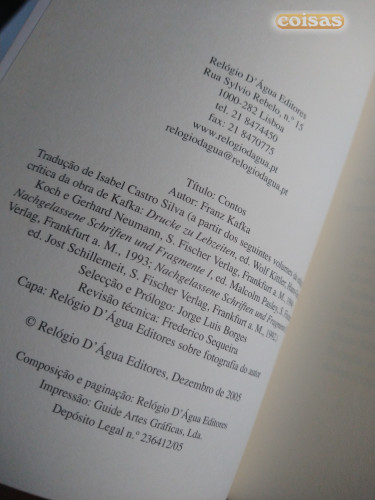 coisas
Relógio D'Água Editores
Rua Sylvio Rebelo, n.º 15
1000-282 Lisboa
tel. 21 8474450
fax: 21 8470775
www.relogiodagua.pt
relogiodagua@relogiodagua.pt
Título: Contos
Autor: Franz Kafka
Tradução de Isabel Castro Silva (a partir dos seguintes volumes da
crítica da obra de Kafka: Drucke zu Lebzeiten, ed. Wolf Kittler,
Koch e Gerhard Neumann, S. Fischer Verlag, Frankfurt a. M.,
Nachgelassene Schriften und Fragmente I, ed. Malcolm Pasley, S.
Verlag, Frankfurt a. M., 1993; Nachgelassene Schriften und Fragmente
ed. Jost Schillemeit, S. Fischer Verlag, Frankfurt a. M., 1992)
Selecção e Prólogo: Jorge Luis Borges
Revisão técnica: Frederico Sequeira
Capa: Relógio D'Água Editores sobre fotografia do autor
© Relógio D'Água Editores, Dezembro de 2005
Composição e paginação: Relógio D'Água Editores
Impressão: Guide Artes Gráficas, Lda.
Depósito Legal n.º 236412/05